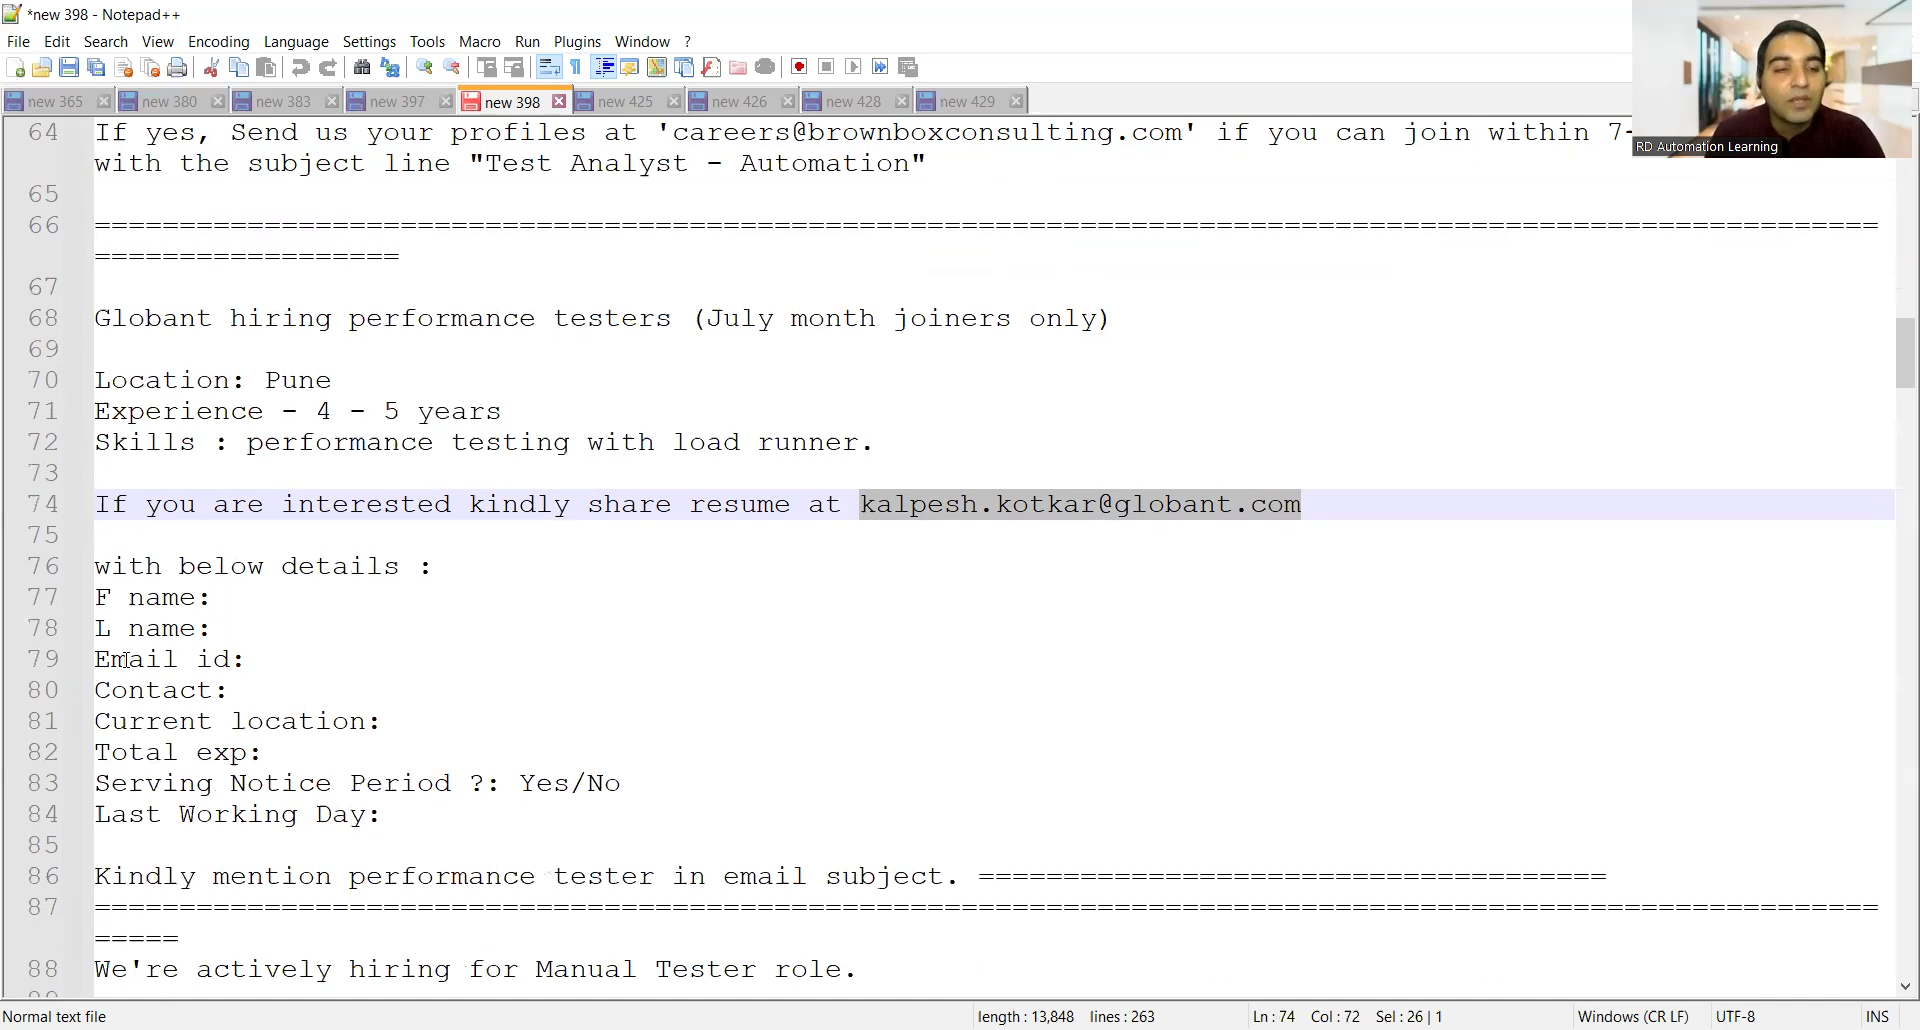 *new 398 - Notepad++
File Edit Search View Encoding Language Settings Tools Macro Run Plugins Window ?
new 365 new 380 new 383 new 397 new 398 new 425 new 426 new 428 new 429
RD Automation Learning
64 If yes, Send us your profiles at 'careers@brownboxconsulting.com' if you can join within 7-
with the subject line "Test Analyst - Automation"
65
66 =========================================================================================================
==================
67
68 Globant hiring performance testers (July month joiners only)
69
70 Location: Pune
71 Experience - 4 - 5 years
72 Skills : performance testing with load runner.
73
74 If you are interested kindly share resume at kalpesh.kotkar@globant.com
75
76 with below details :
77 F name:
78 L name:
79 Email id:
80 Contact:
81 Current location:
82 Total exp:
83 Serving Notice Period ?: Yes/No
84 Last Working Day:
85
86 Kindly mention performance tester in email subject. =====================================
87 =========================================================================================================
=====
88 We're actively hiring for Manual Tester role.
Normal text file length : 13,848 lines : 263 Ln : 74 Col : 72 Sel : 26 | 1 Windows (CR LF) UTF-8 INS